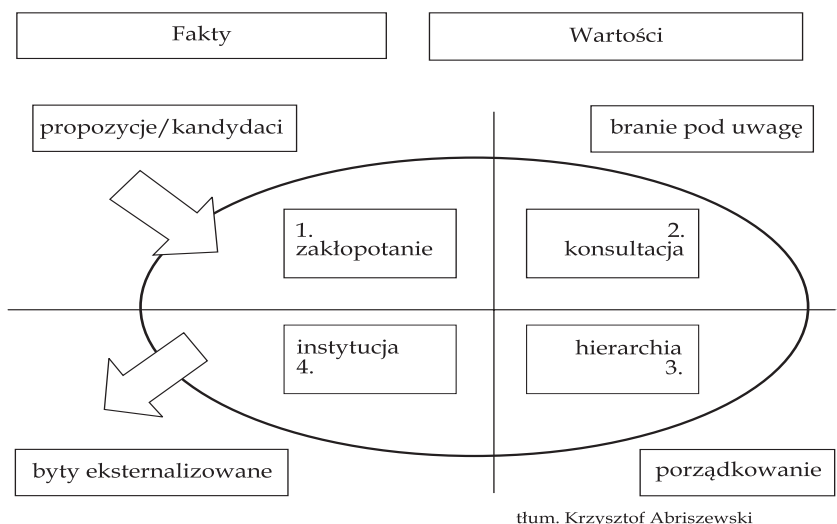 Fakty
Wartości
propozycje/kandydaci
branie pod uwagę
1.
zakłopotanie
2.
konsultacja
instytucja
4.
hierarchia
3.
byty eksternalizowane
porządkowanie
tłum. Krzysztof Abriszewski